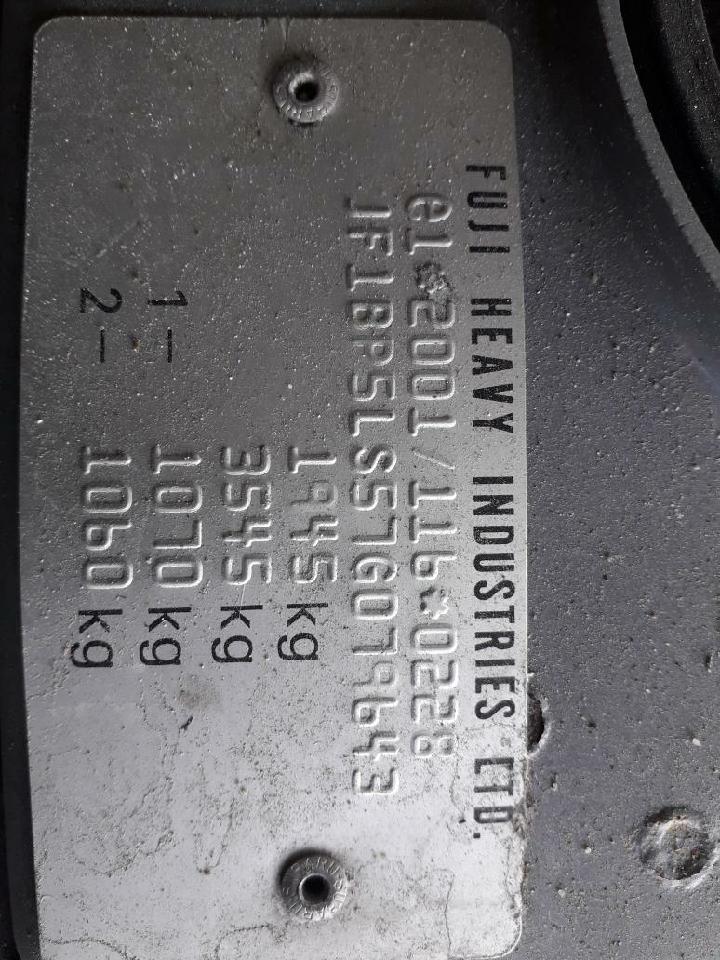 FUJI HEAVY INDUSTRIES LTD.
e1*2001/116*0228
JF1BP5LS57G079643
1945 kg
3545 kg
1- 1070 kg
2- 1060 kg